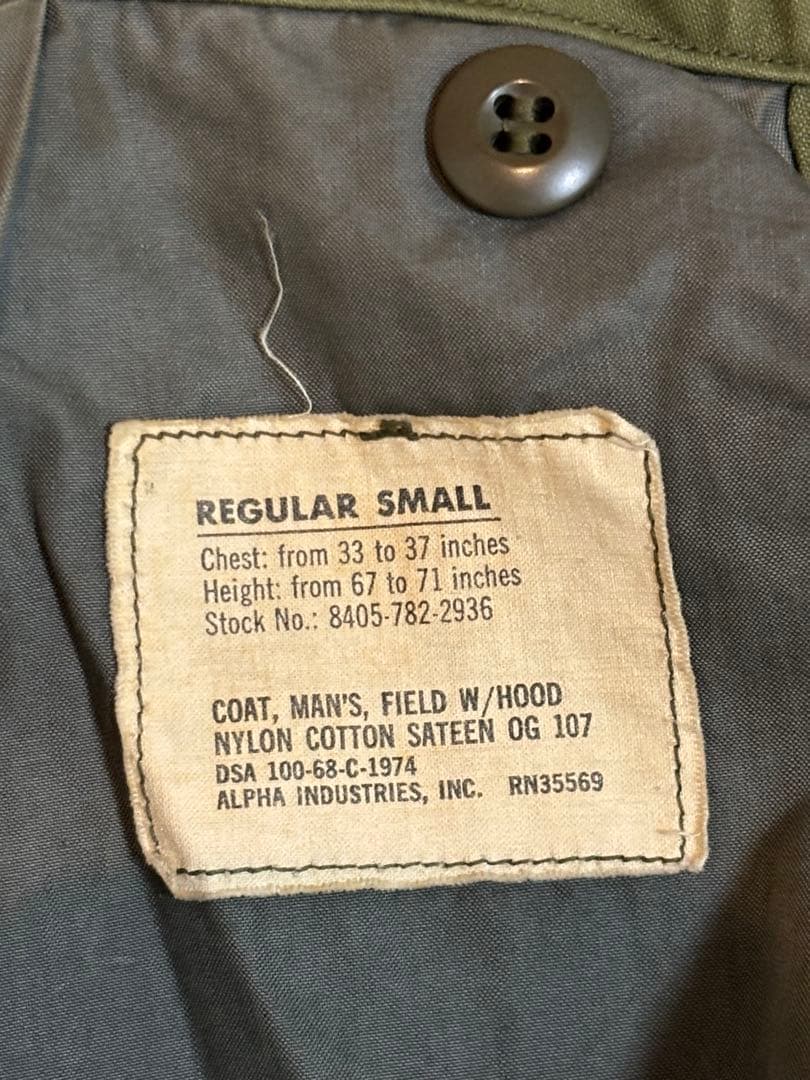 REGULAR SMALL
Chest: from 33 to 37 inches
Height: from 67 to 71 inches
Stock No.: 8405-782-2936
COAT, MAN'S, FIELD W/HOOD
NYLON COTTON SATEEN OG 107
DSA 100-68-C-1974
ALPHA INDUSTRIES, INC. RN35569